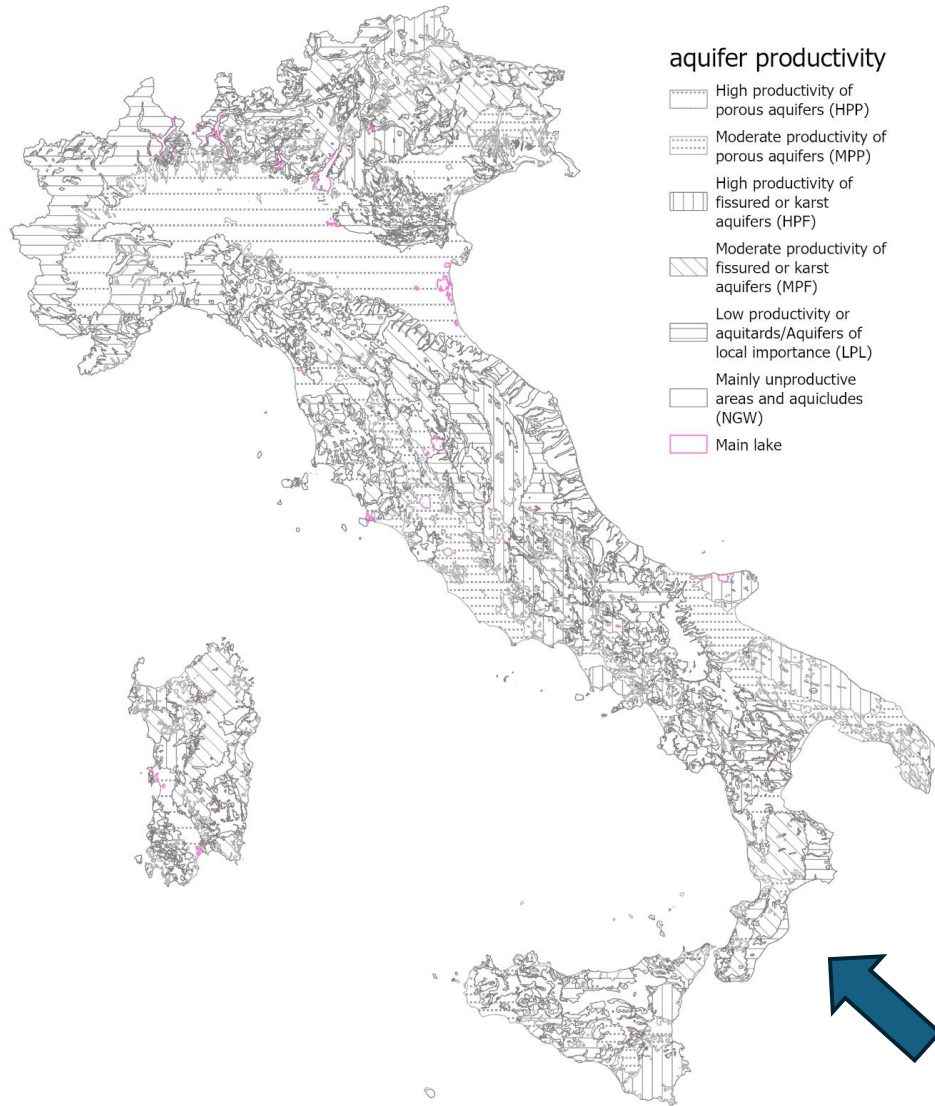 aquifer productivity
High productivity of
porous aquifers (HPP)
Moderate productivity of
porous aquifers (MPP)
High productivity of
fissured or karst
aquifers (HPF)
Moderate productivity of
fissured or karst
aquifers (MPF)
Low productivity or
aquitards/Aquifers of
local importance (LPL)
Mainly unproductive
areas and aquicludes
(NGW)
Main lake